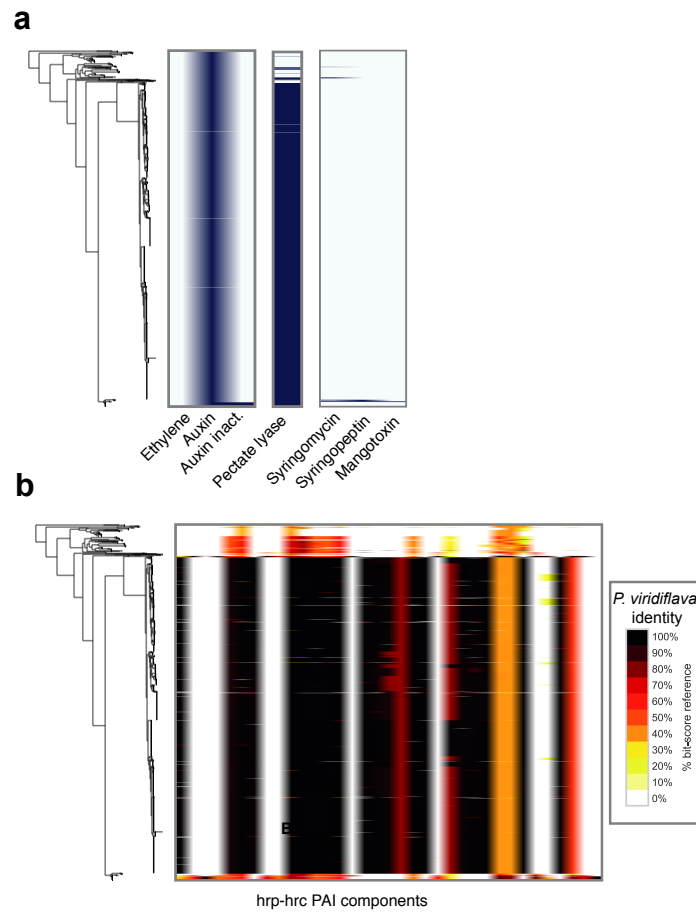 a
Ethylene
Auxin
Auxin inact.
Pectate lyase
Syringomycin
Syringopeptin
Mangotoxin
b
P. viridiflava
identity
100%
90%
80%
70%
60%
50%
40%
30%
20%
10%
0%
% bit-score reference
E
hrp-hrc PAI components